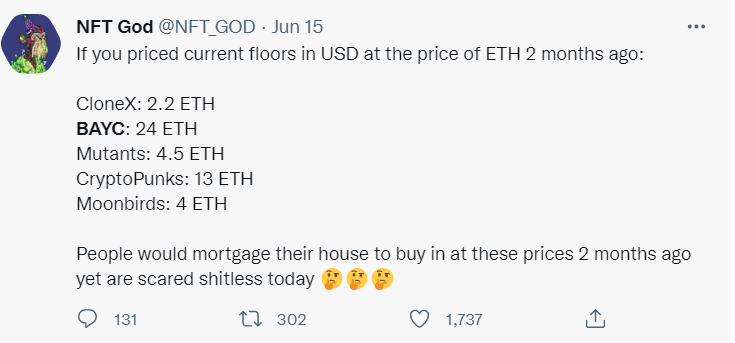 NFT God @NFT_GOD · Jun 15
If you priced current floors in USD at the price of ETH 2 months ago:
CloneX: 2.2 ETH
BAYC: 24 ETH
Mutants: 4.5 ETH
CryptoPunks: 13 ETH
Moonbirds: 4 ETH
People would mortgage their house to buy in at these prices 2 months ago
yet are scared shitless today 🤔🤔🤔
131 302 1,737